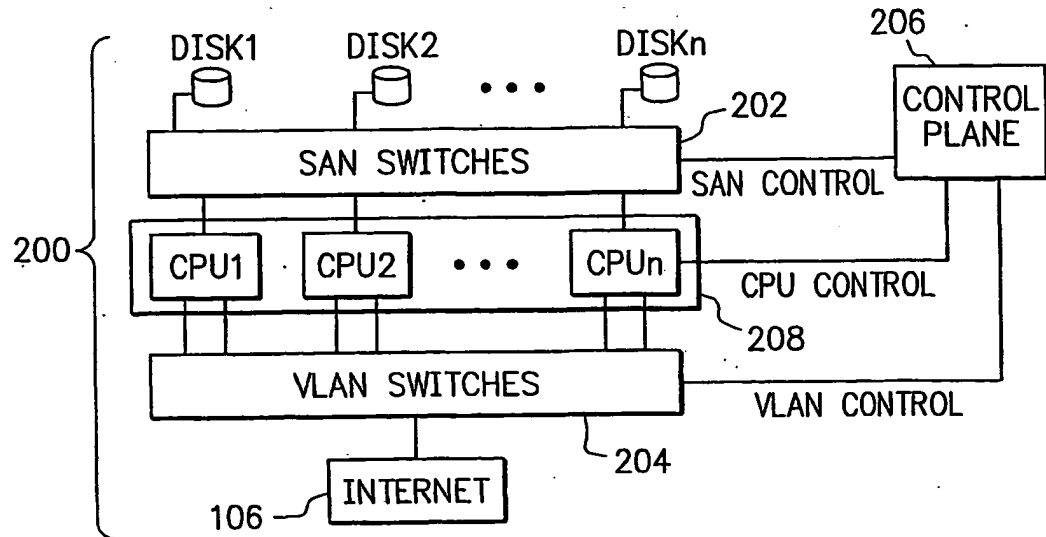 DISK1 DISK2 • • • DISKn
206
CONTROL
PLANE
202
SAN SWITCHES
SAN CONTROL
200
CPU1 CPU2 • • • CPUn
CPU CONTROL
208
VLAN SWITCHES
VLAN CONTROL
204
INTERNET
106